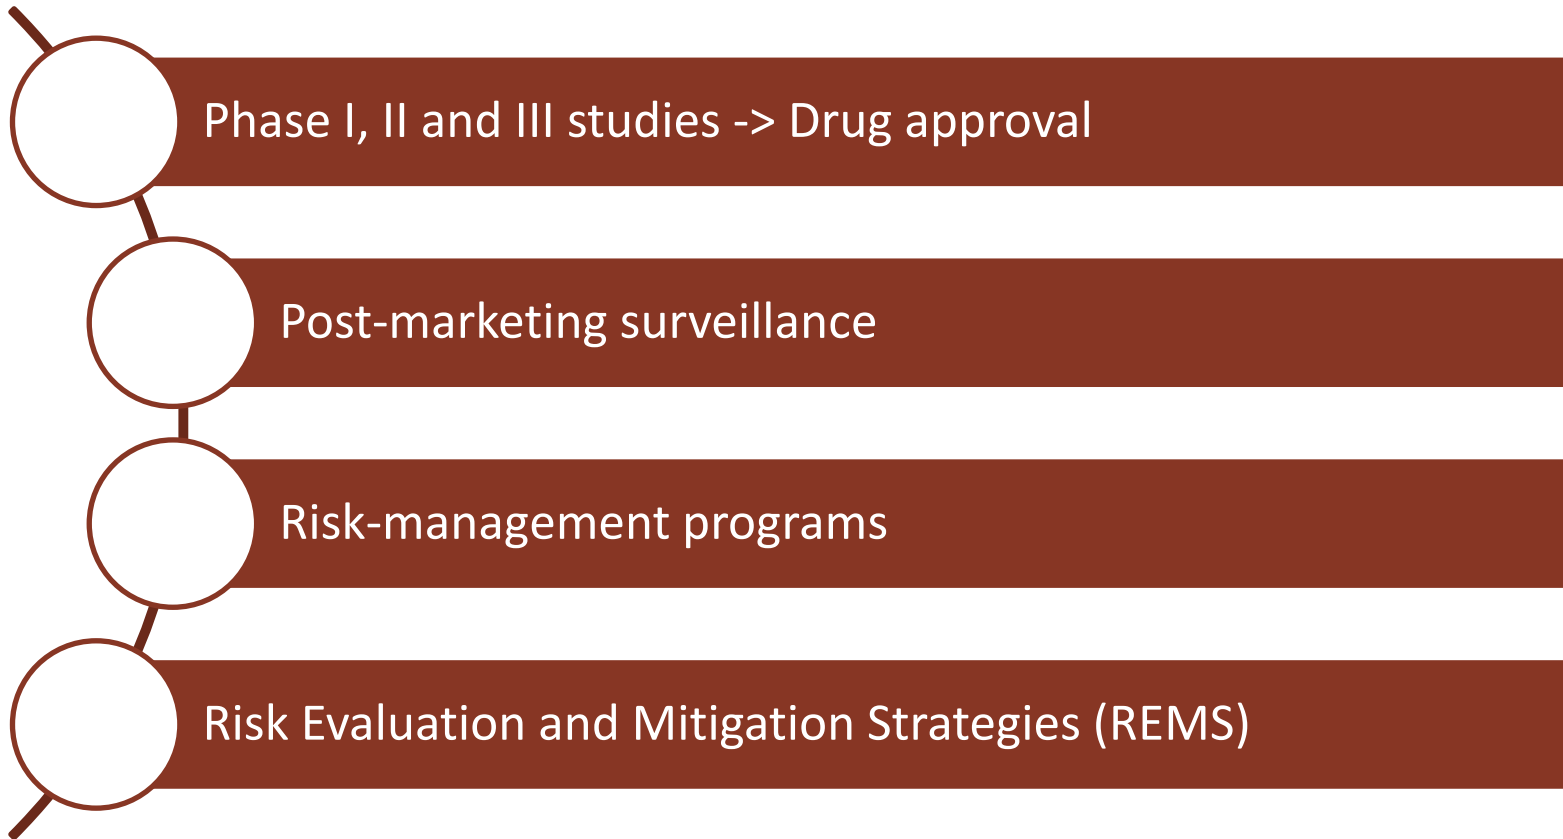 Phase I, II and III studies -> Drug approval
Post-marketing surveillance
Risk-management programs
Risk Evaluation and Mitigation Strategies (REMS)